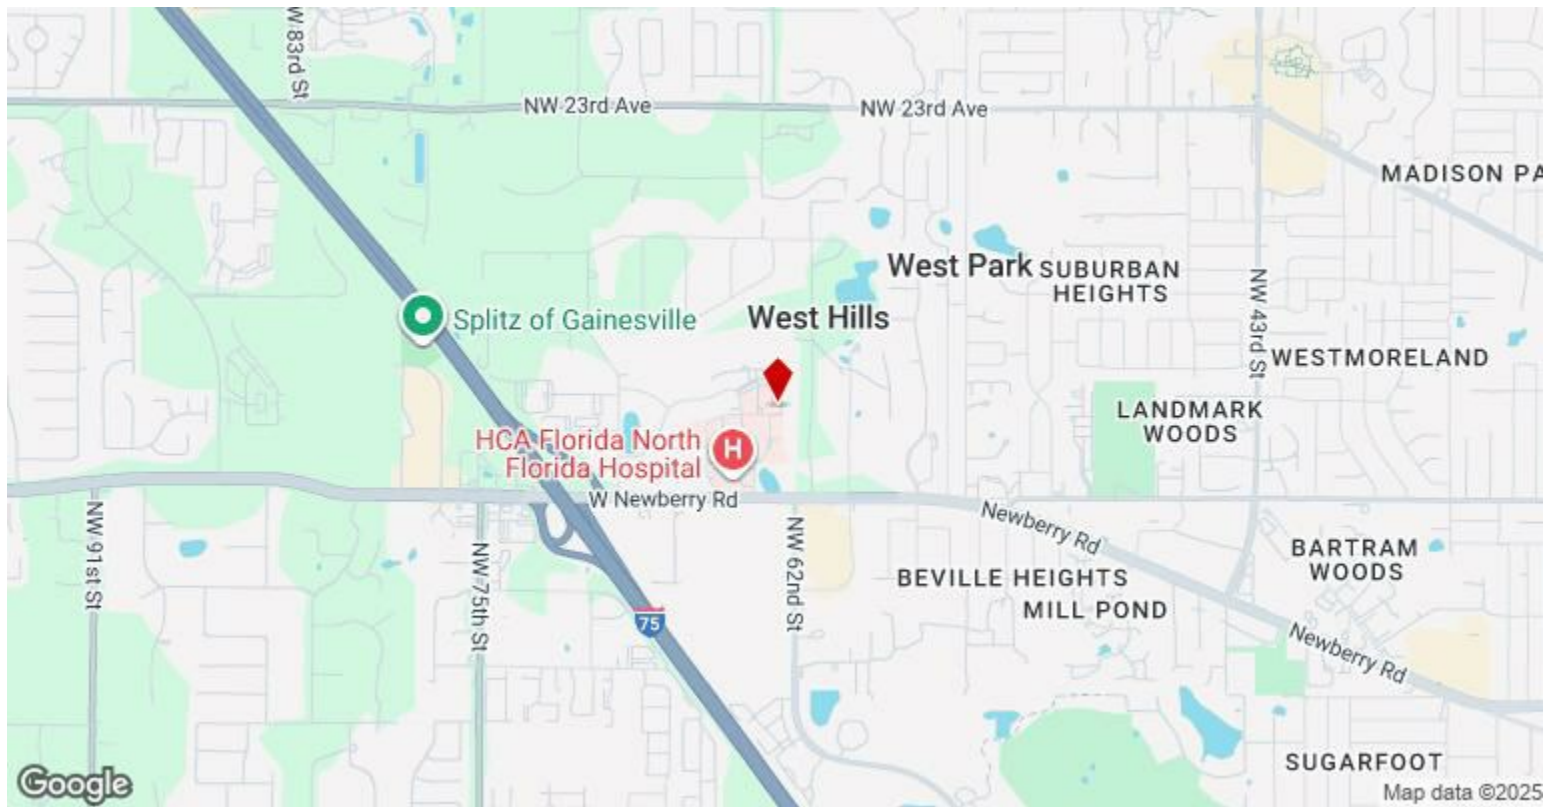 NW 83rd St
NW 23rd Ave
NW 23rd Ave
MADISON PA
West Park
SUBURBAN
HEIGHTS
Splitz of Gainesville
West Hills
NW 43rd St
WESTMORELAND
LANDMARK
WOODS
HCA Florida North
Florida Hospital
H
W Newberry Rd
Newberry Rd
NW 91st St
NW 75th St
NW 62nd St
BARTRAM
WOODS
BEVILLE HEIGHTS
MILL POND
75
Newberry Rd
SUGARFOOT
Google
Map data ©2025